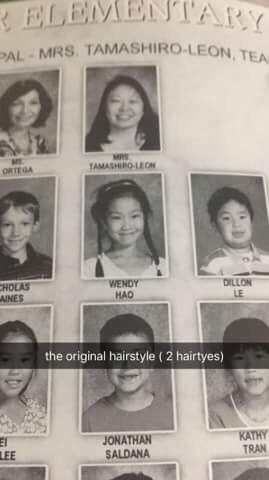 R ELEMENTARY
PAL - MRS. TAMASHIRO-LEON, TEA
MS.
ORTEGA
MRS.
TAMASHIRO-LEON
CHOLAS
AINES
WENDY
HAO
DILLON
LE
the original hairstyle ( 2 hairtyes)
EI
LEE
JONATHAN
SALDANA
KATHY
TRAN